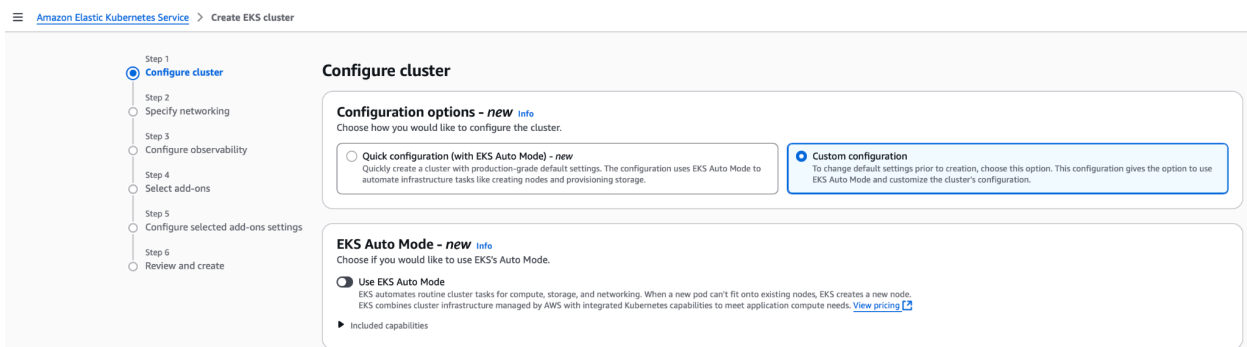 Amazon Elastic Kubernetes Service > Create EKS cluster
Step 1
Configure cluster
Step 2
Specify networking
Step 3
Configure observability
Step 4
Select add-ons
Step 5
Configure selected add-ons settings
Step 6
Review and create
Configure cluster
Configuration options - new Info
Choose how you would like to configure the cluster.
Quick configuration (with EKS Auto Mode) - new
Quickly create a cluster with production-grade default settings. The configuration uses EKS Auto Mode to
automate infrastructure tasks like creating nodes and provisioning storage.
Custom configuration
To change default settings prior to creation, choose this option. This configuration gives the option to use
EKS Auto Mode and customize the cluster's configuration.
EKS Auto Mode - new Info
Choose if you would like to use EKS's Auto Mode.
Use EKS Auto Mode
EKS automates routine cluster tasks for compute, storage, and networking. When a new pod can't fit onto existing nodes, EKS creates a new node.
EKS combines cluster infrastructure managed by AWS with integrated Kubernetes capabilities to meet application compute needs. View pricing
Included capabilities